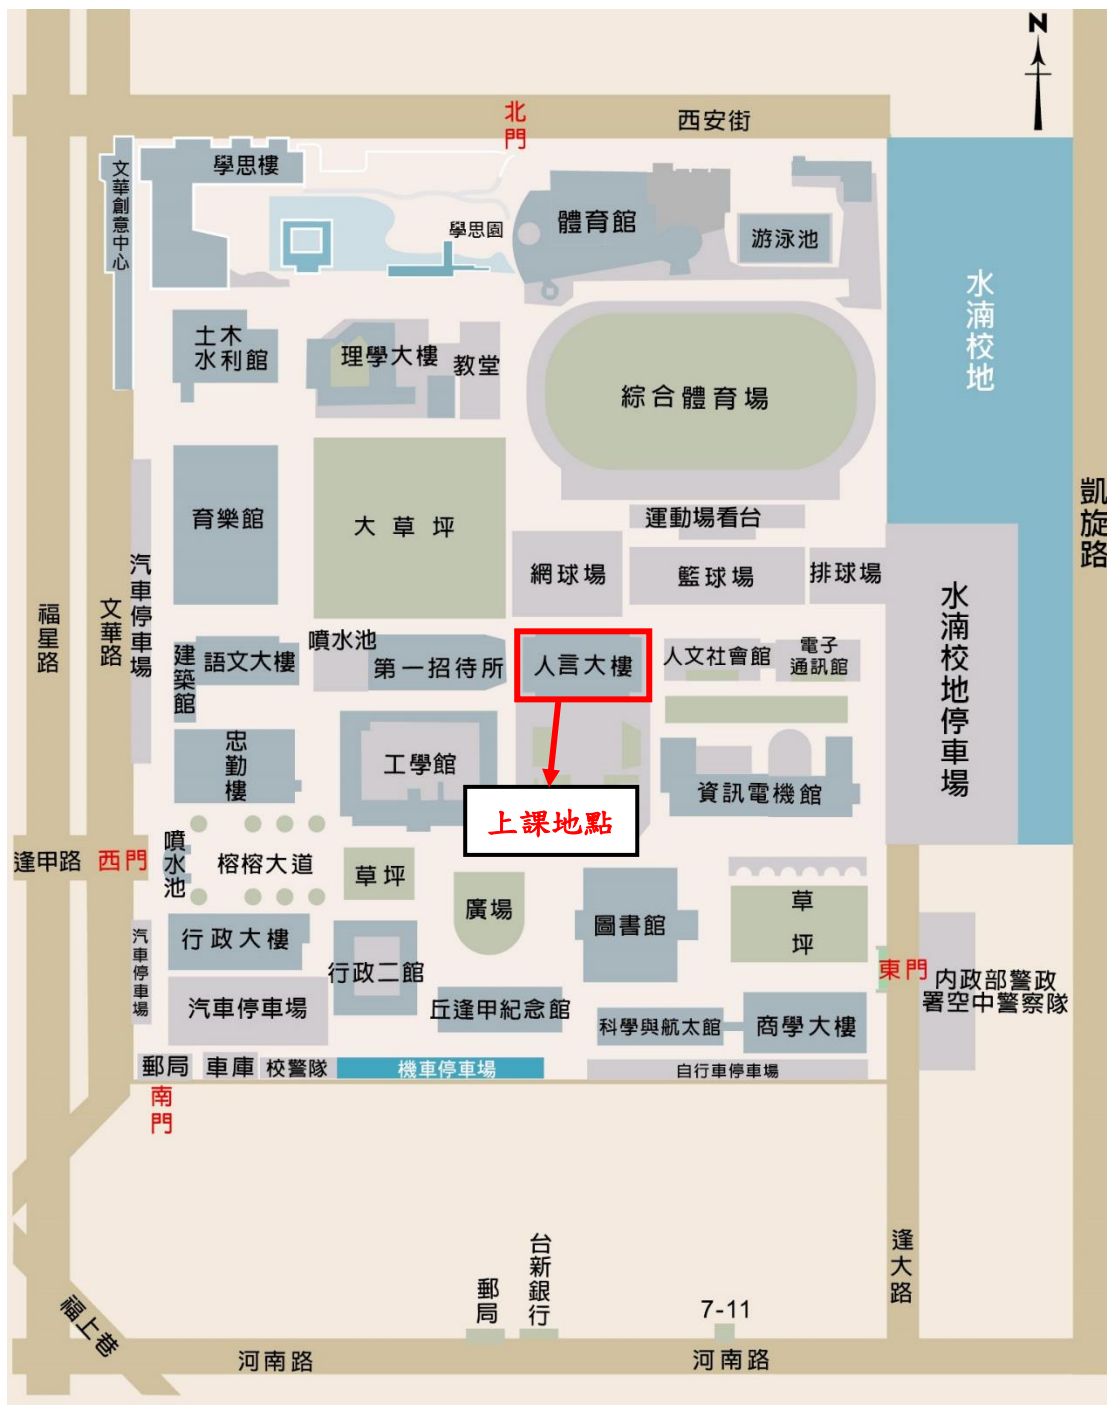 N
北門
西安街
學思樓
文華創意中心
學思園
體育館
游泳池
水湳校地
土木
水利館
理學大樓
教堂
綜合體育場
凱旋路
育樂館
大草坪
運動場看台
網球場
籃球場
排球場
汽車停車場
福星路
文華路
水湳校地停車場
建築館
語文大樓
噴水池
第一招待所
人言大樓
人文社會館
電子
通訊館
忠勤樓
工學館
資訊電機館
上課地點
逢甲路
西門
噴水池
榕榕大道
草坪
廣場
圖書館
草坪
汽車停車場
行政大樓
行政二館
東門
內政部警政
署空中警察隊
汽車停車場
丘逢甲紀念館
科學與航太館
商學大樓
郵局
車庫
校警隊
機車停車場
自行車停車場
南門
逢大路
台新銀行
郵局
7-11
福上巷
河南路
河南路